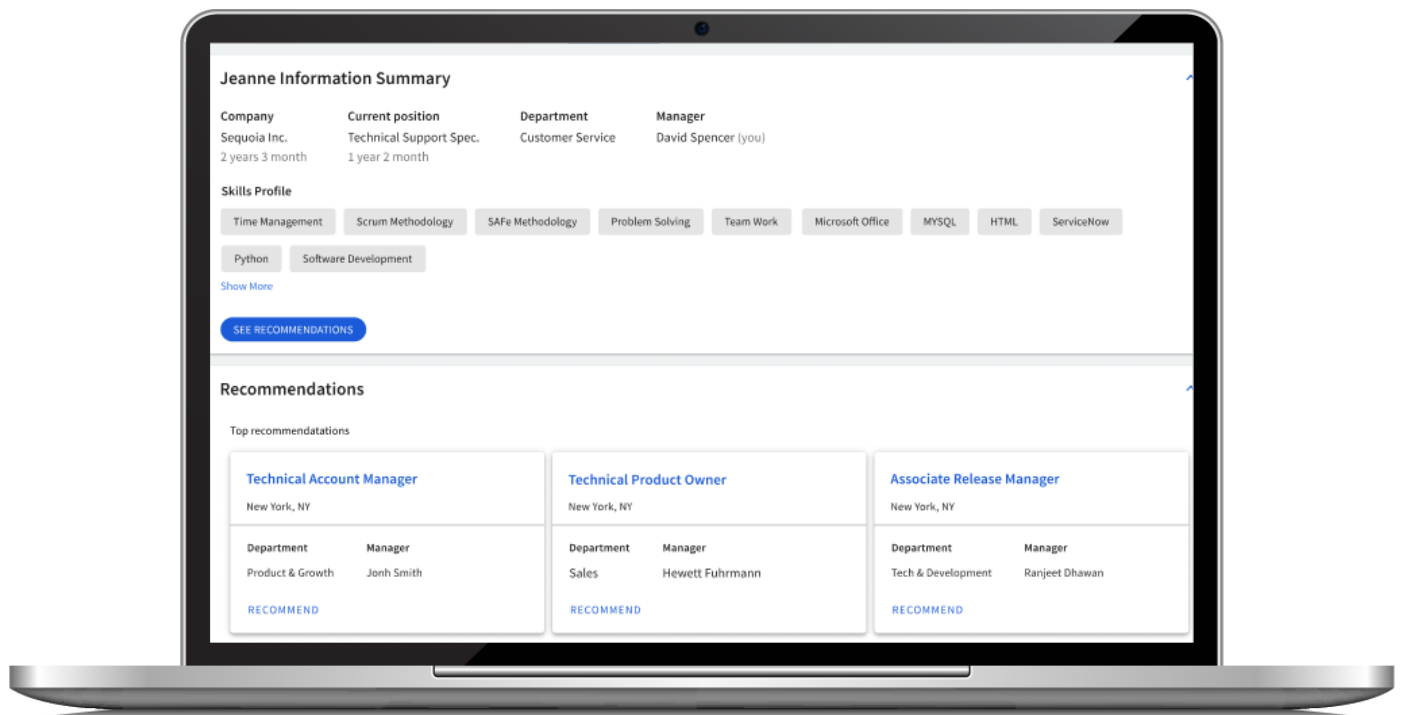 Jeanne Information Summary
Company Current position Department Manager
Sequoia Inc. Technical Support Spec. Customer Service David Spencer (you)
2 years 3 month 1 year 2 month
Skills Profile
Time Management Scrum Methodology SAFe Methodology Problem Solving Team Work Microsoft Office MYSQL HTML ServiceNow
Python Software Development
Show More
SEE RECOMMENDATIONS
Recommendations
Top recommendatations
Technical Account Manager Technical Product Owner Associate Release Manager
New York, NY New York, NY New York, NY
Department Manager Department Manager Department Manager
Product & Growth Jonh Smith Sales Hewett Fuhrmann Tech & Development Ranjeet Dhawan
RECOMMEND RECOMMEND RECOMMEND